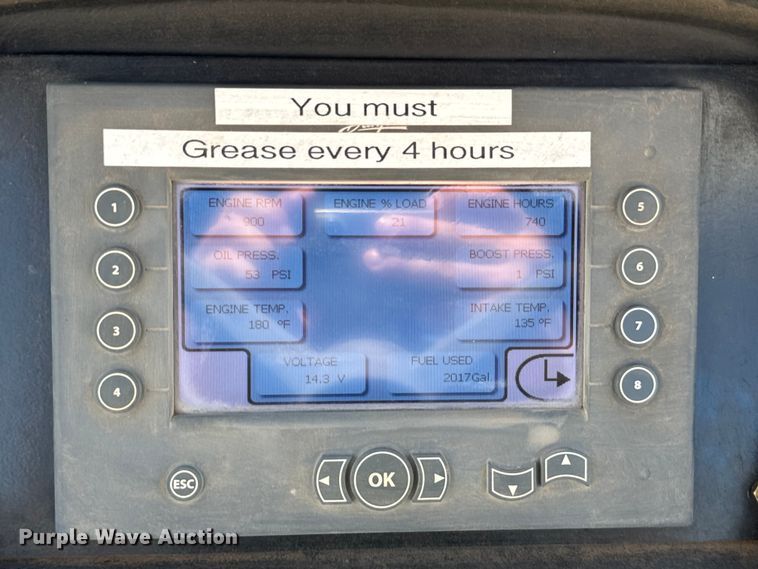 You must
Grease every 4 hours
ENGINE RPM
900
ENGINE % LOAD
21
ENGINE HOURS
740
OIL PRESS.
53 PSI
BOOST PRESS.
1 PSI
ENGINE TEMP.
180 °F
INTAKE TEMP.
135 °F
VOLTAGE
14.3 V
FUEL USED
2017Gal.
1
2
3
4
5
6
7
8
ESC
OK
Purple Wave Auction